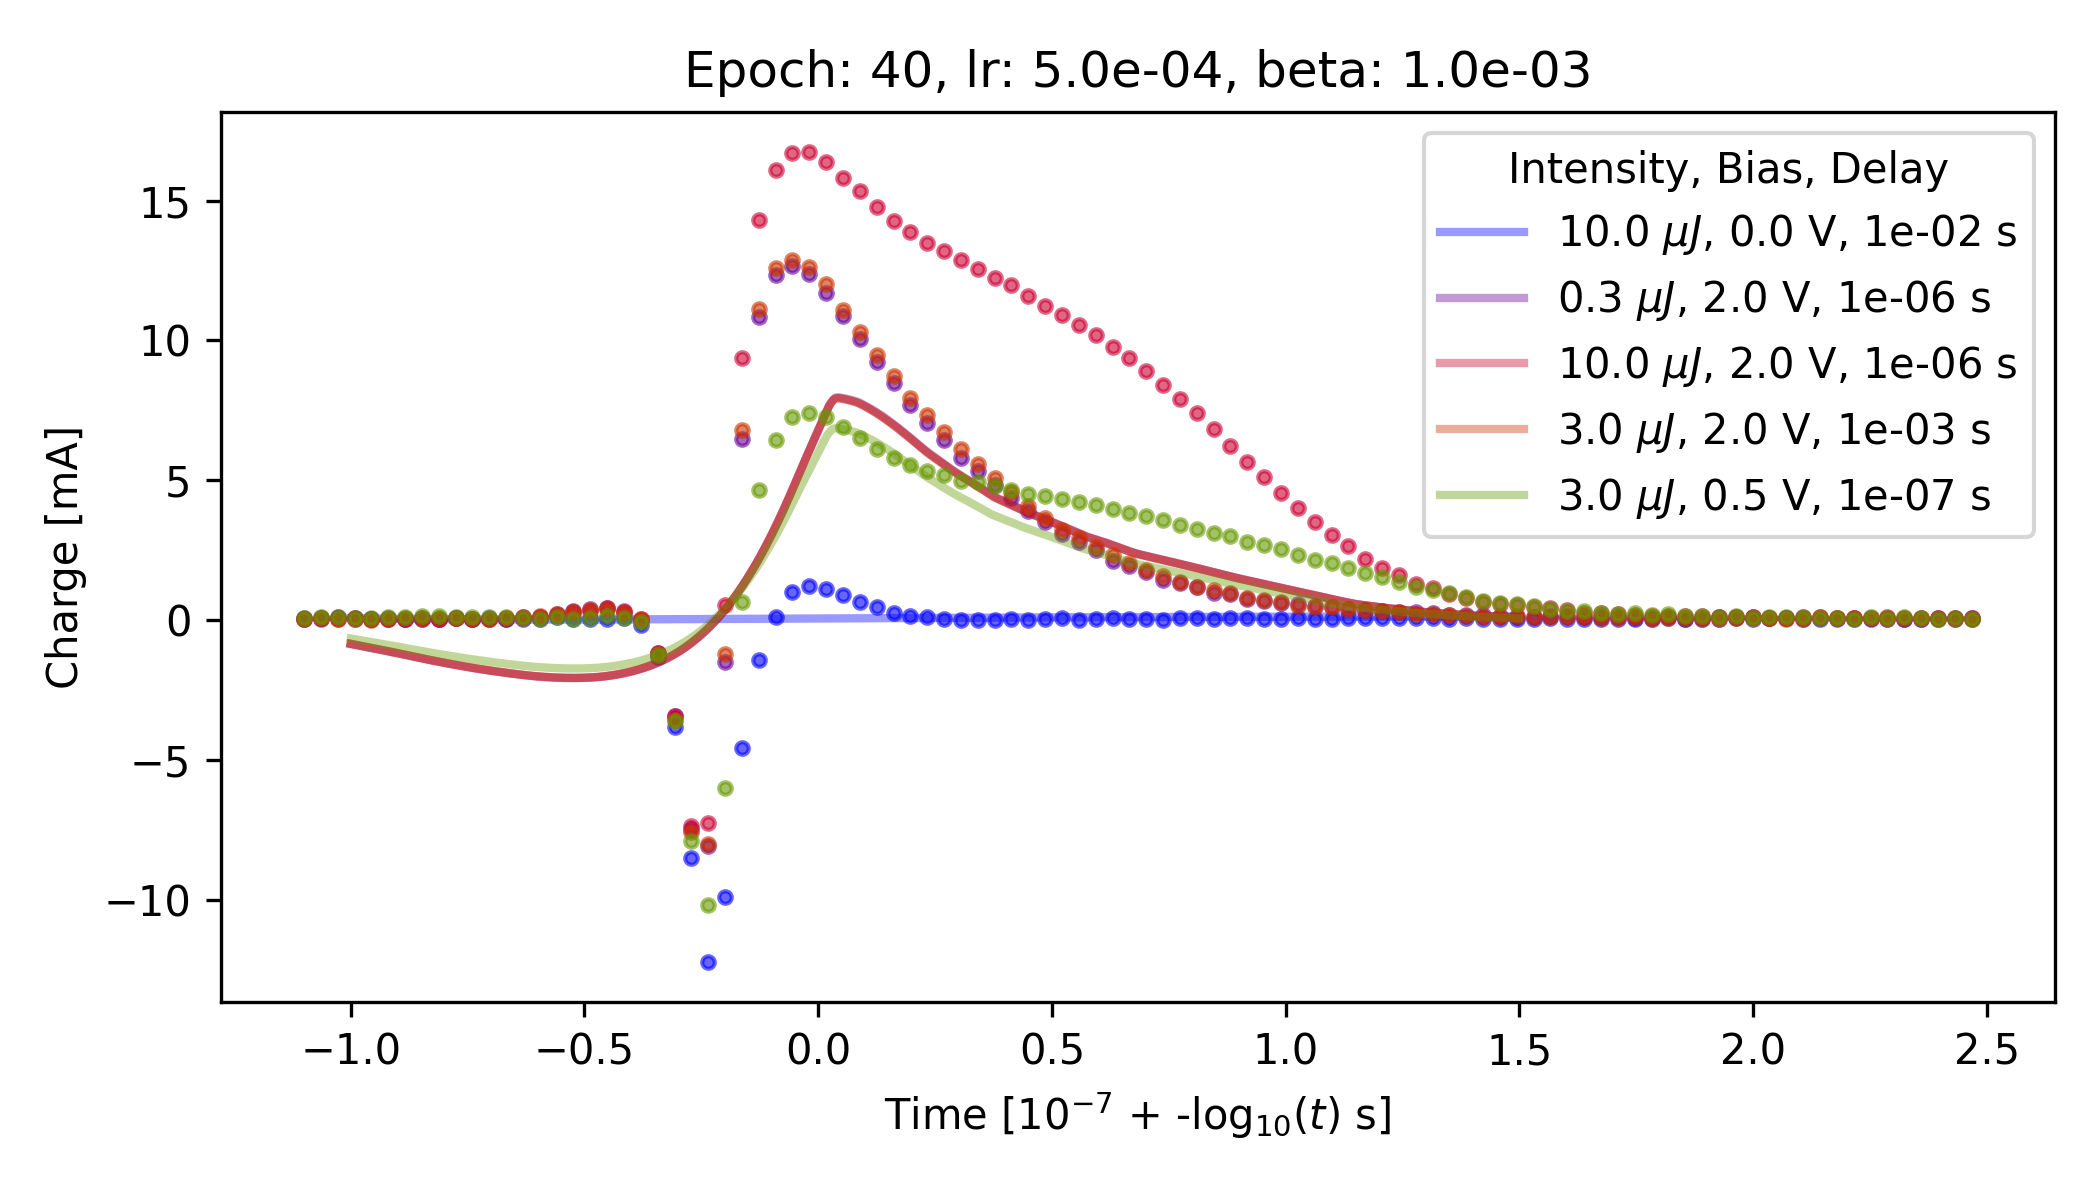 Epoch: 40, lr: 5.0e-04, beta: 1.0e-03
Charge [mA]
15
10
5
0
−5
−10
Intensity, Bias, Delay
10.0 μJ, 0.0 V, 1e-02 s
0.3 μJ, 2.0 V, 1e-06 s
10.0 μJ, 2.0 V, 1e-06 s
3.0 μJ, 2.0 V, 1e-03 s
3.0 μJ, 0.5 V, 1e-07 s
−1.0 −0.5 0.0 0.5 1.0 1.5 2.0 2.5
Time [10⁻⁷ + -log₁₀(t) s]